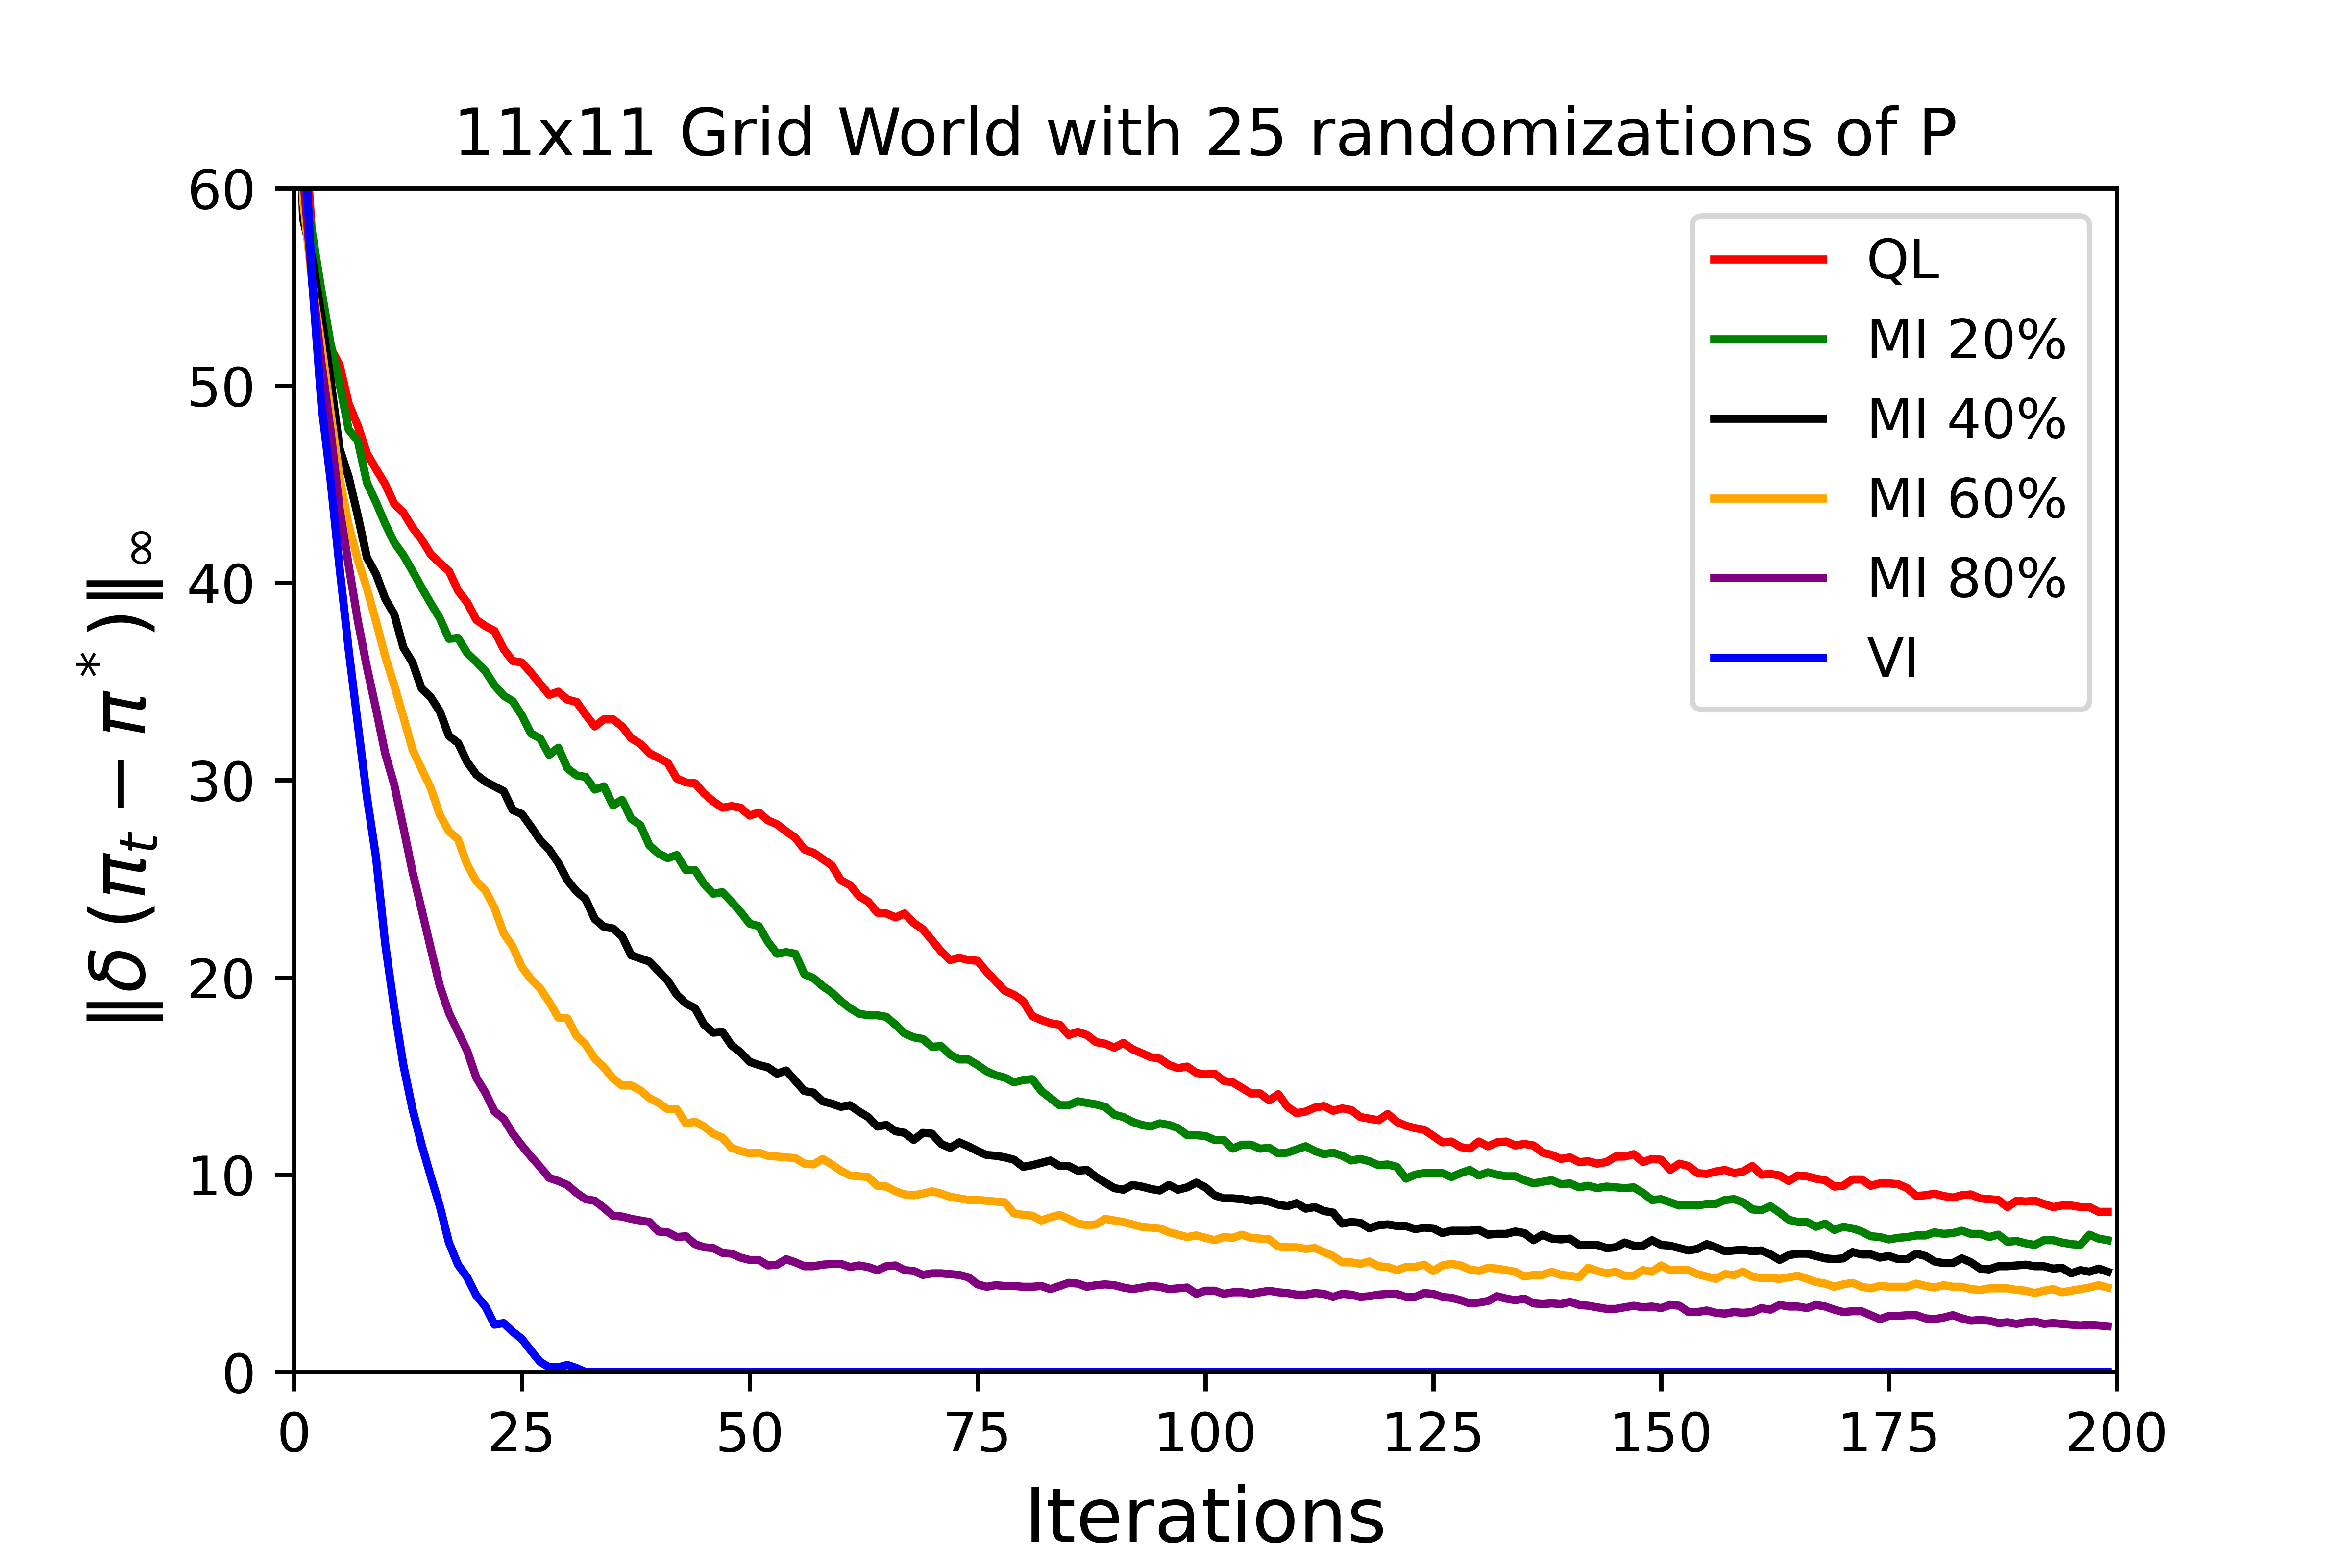 11x11 Grid World with 25 randomizations of P
‖δ(π_t − π^*)‖_∞
60
50
40
30
20
10
0
QL
MI 20%
MI 40%
MI 60%
MI 80%
VI
0 25 50 75 100 125 150 175 200
Iterations